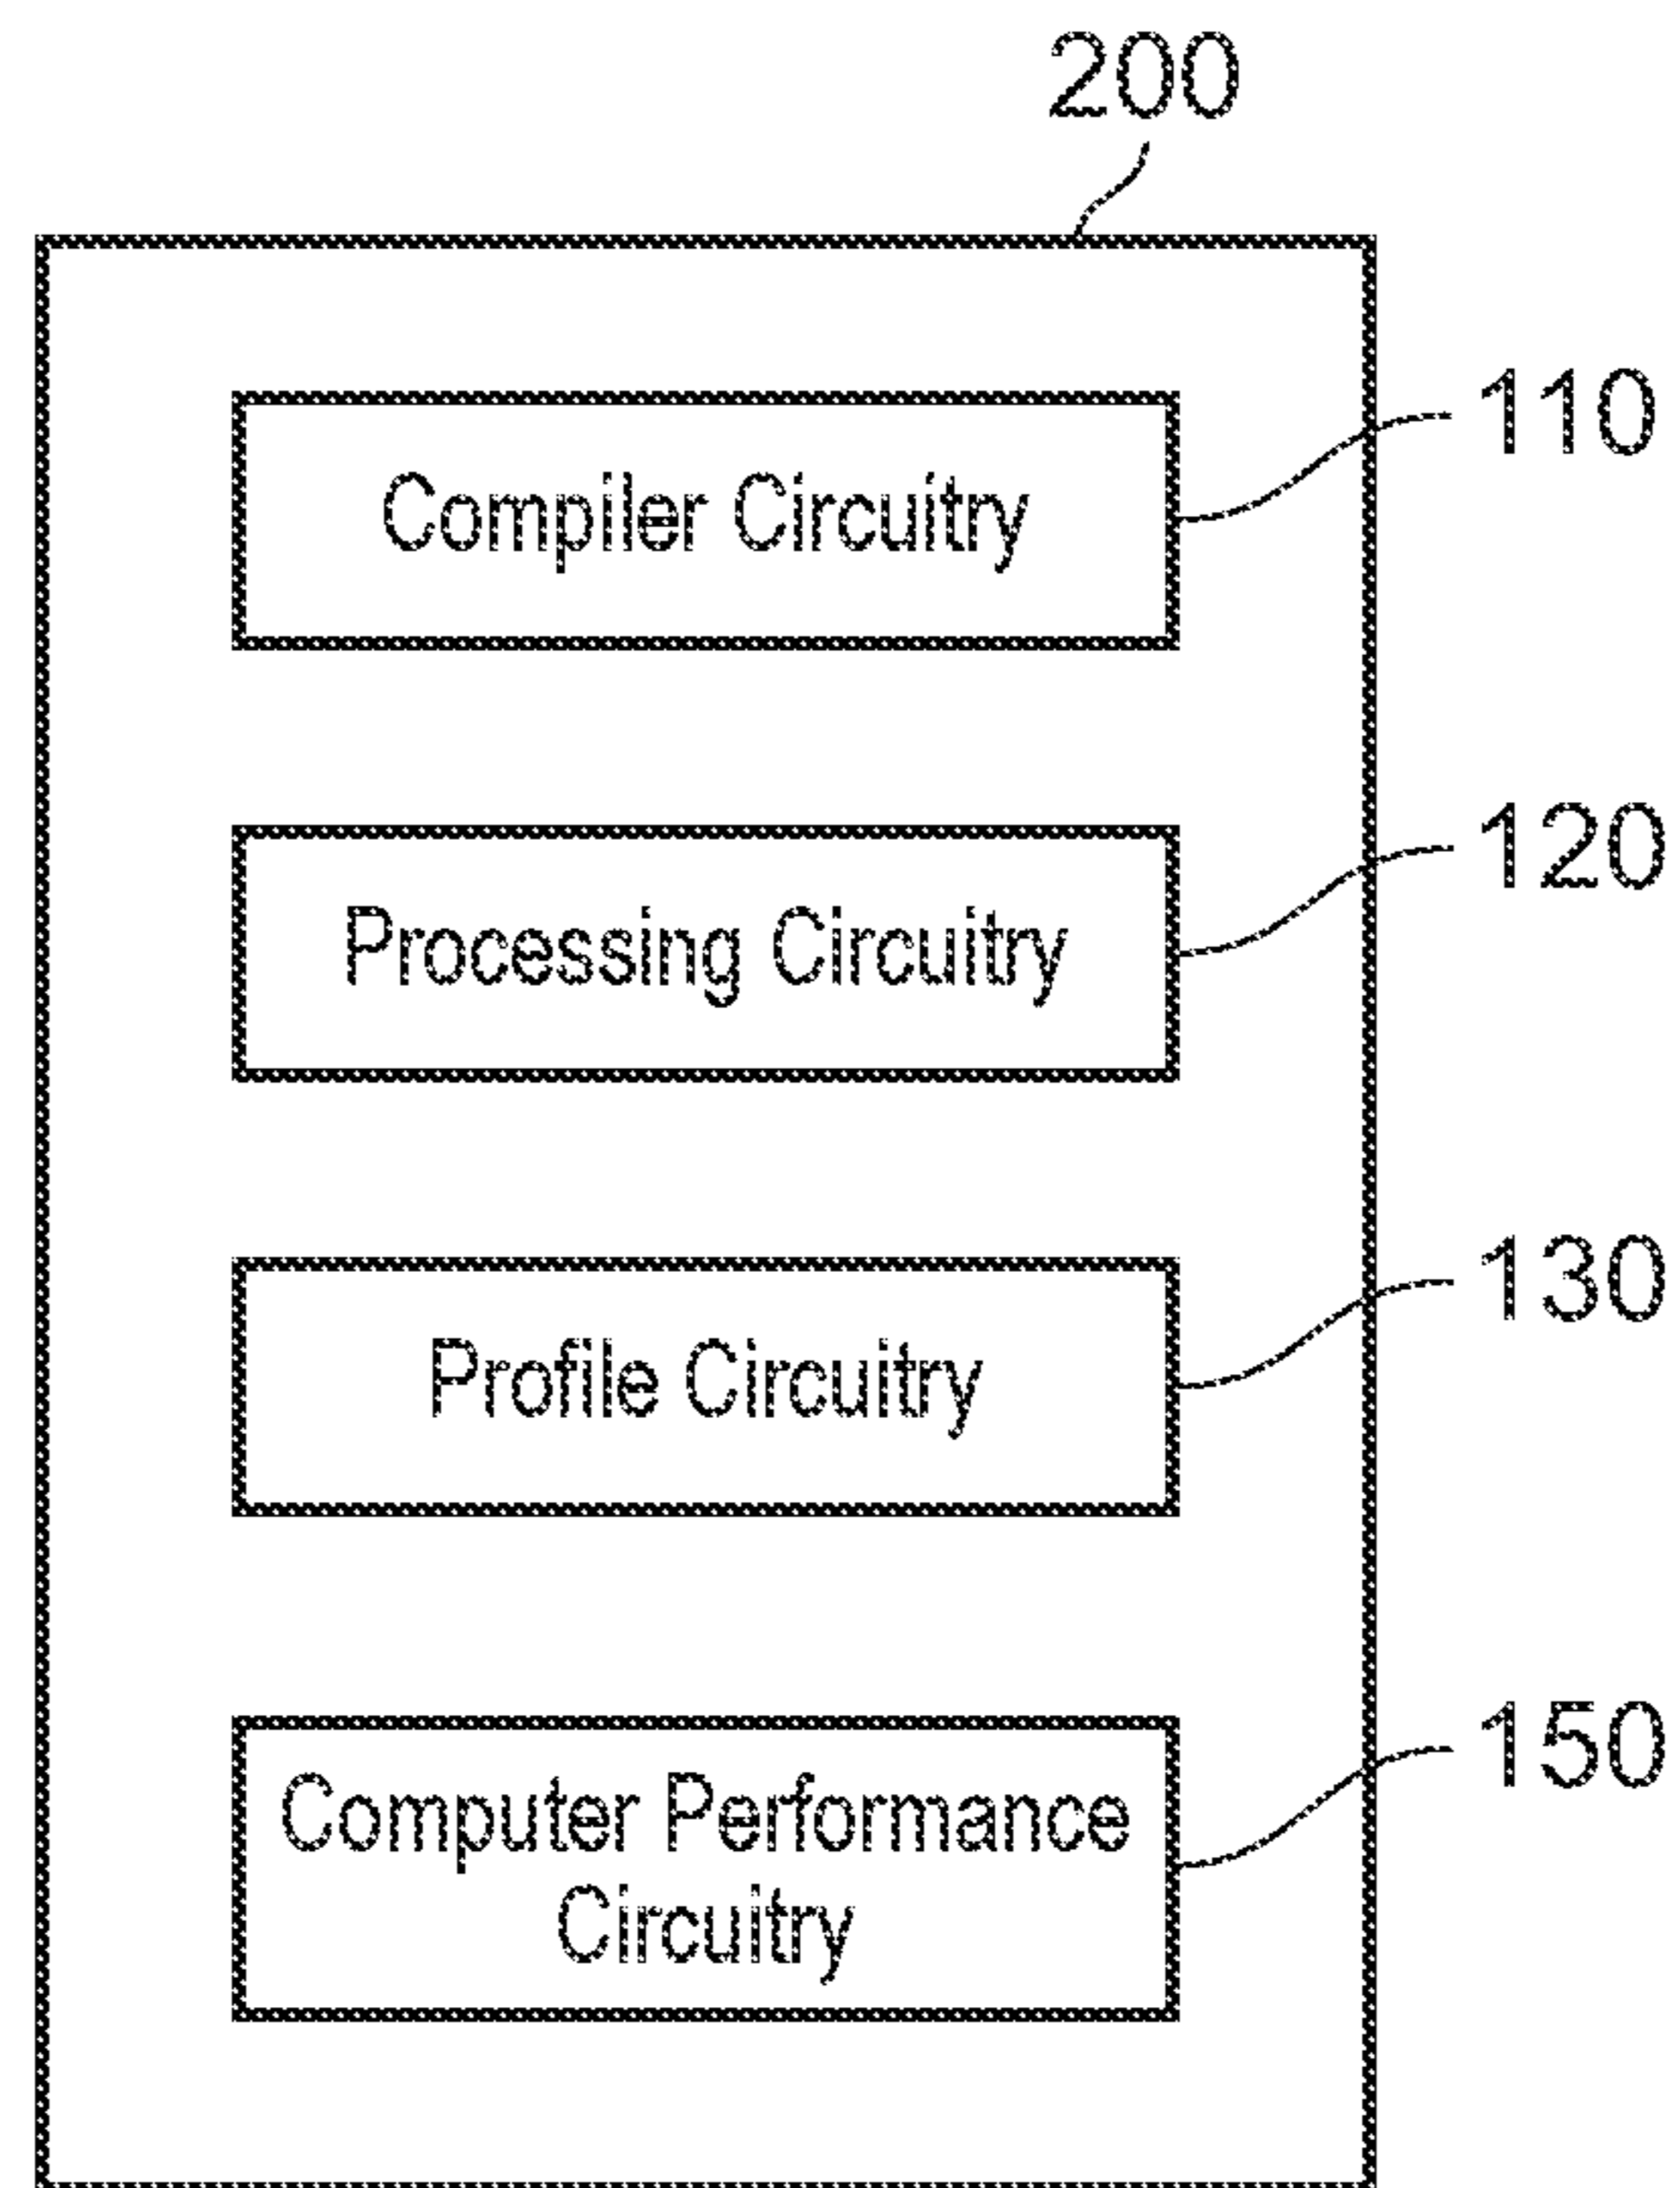 200
Compiler Circuitry
110
Processing Circuitry
120
Profile Circuitry
130
Computer Performance
Circuitry
150